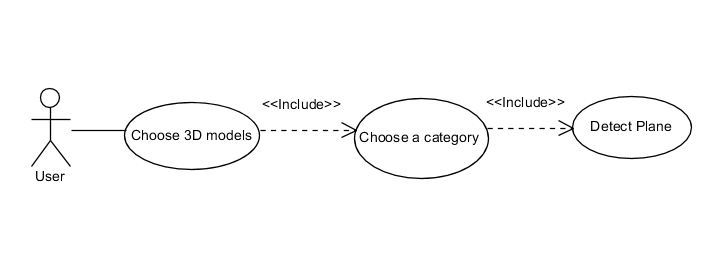 <<Include>>
<<Include>>
Choose 3D models
Choose a category
Detect Plane
User